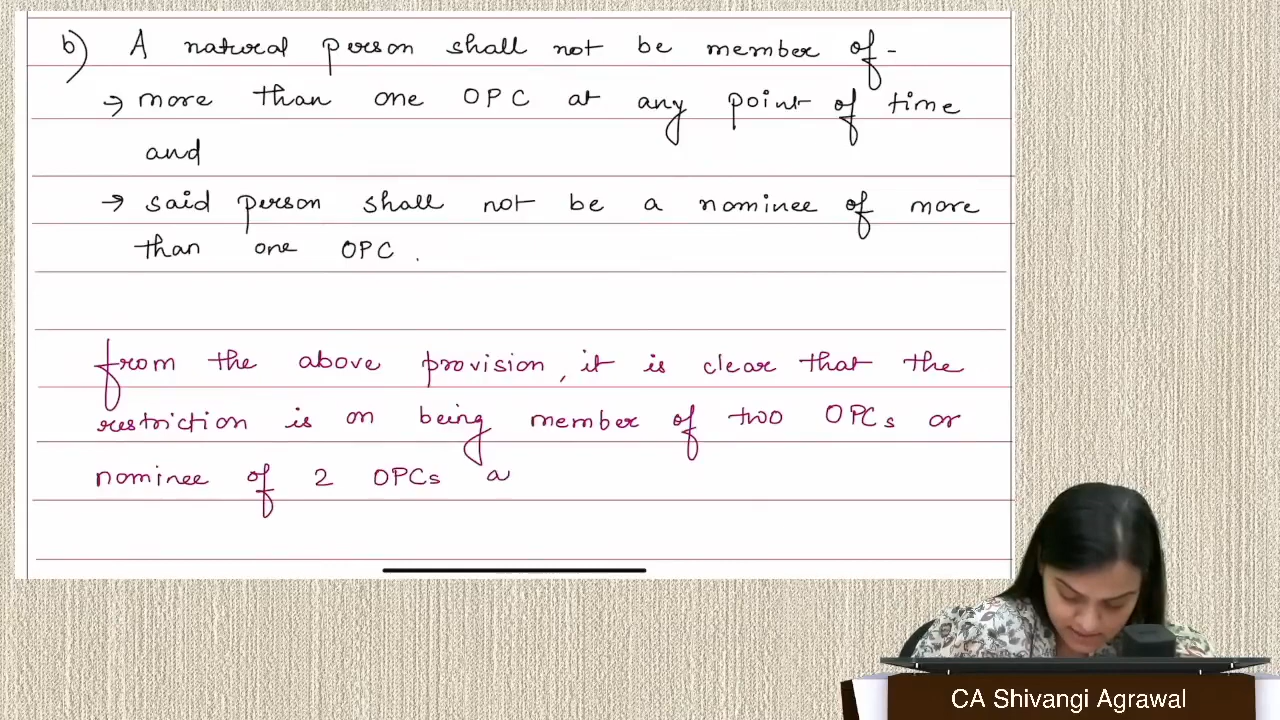 b) A natural person shall not be member of -
→ more than one OPC at any point of time
and
→ said person shall not be a nominee of more
than one OPC.
from the above provision, it is clear that the
restriction is on being member of two OPCs or
nominee of 2 OPCs a
CA Shivangi Agrawal